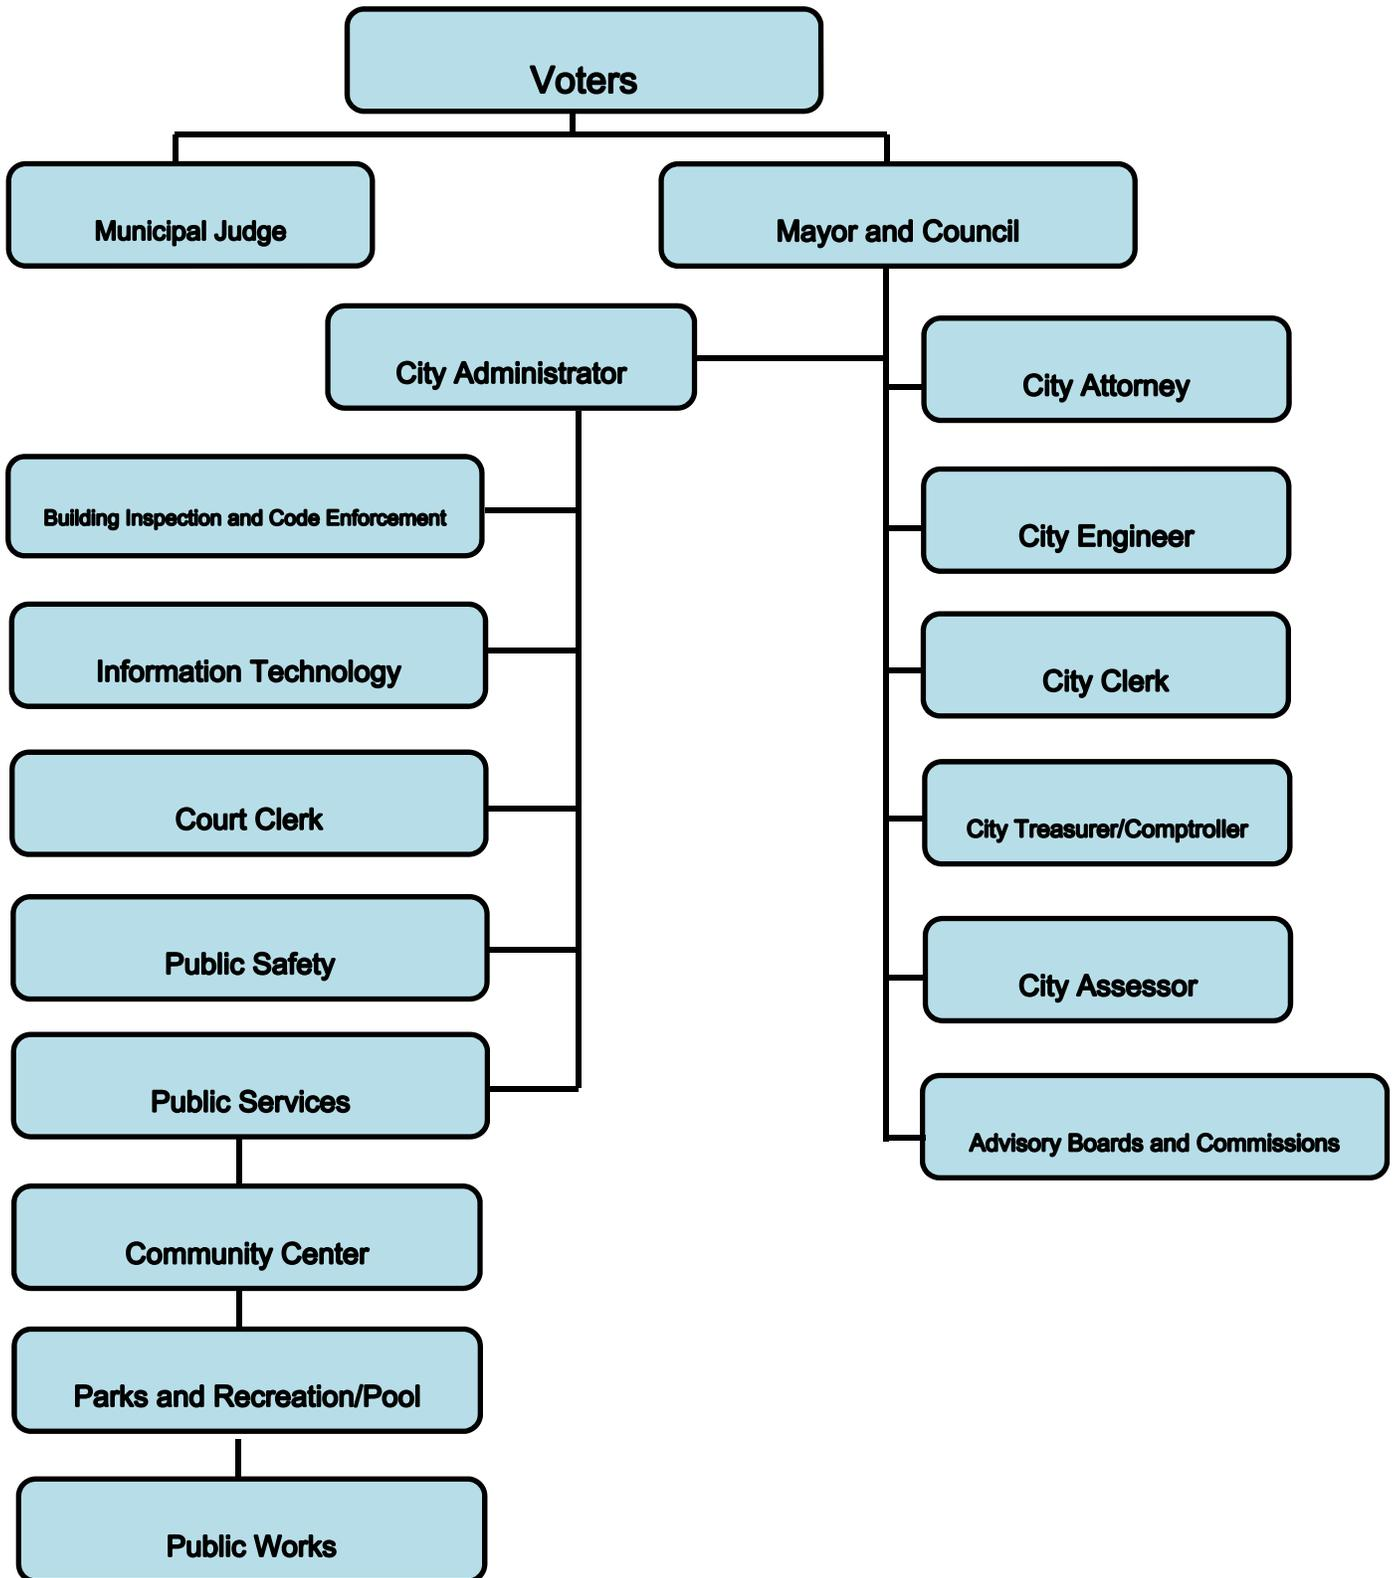 Voters
Municipal Judge
Mayor and Council
City Administrator
City Attorney
Building Inspection and Code Enforcement
City Engineer
Information Technology
City Clerk
Court Clerk
City Treasurer/Comptroller
Public Safety
City Assessor
Public Services
Advisory Boards and Commissions
Community Center
Parks and Recreation/Pool
Public Works